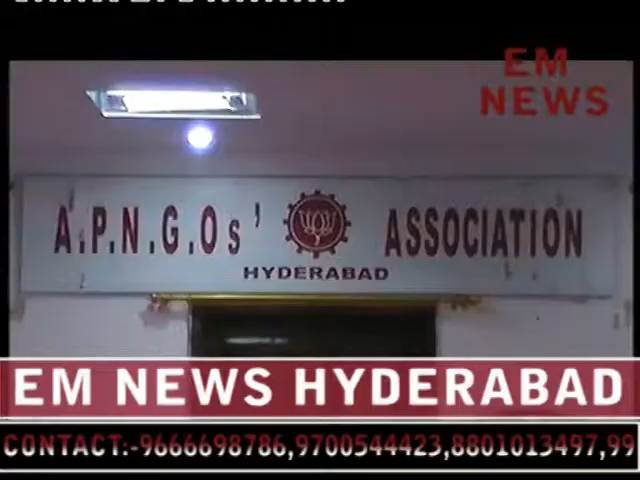 EM
NEWS
A.P.N.G.Os' ASSOCIATION
HYDERABAD
EM NEWS HYDERABAD
CONTACT:-9666698786,9700544423,8801013497,99